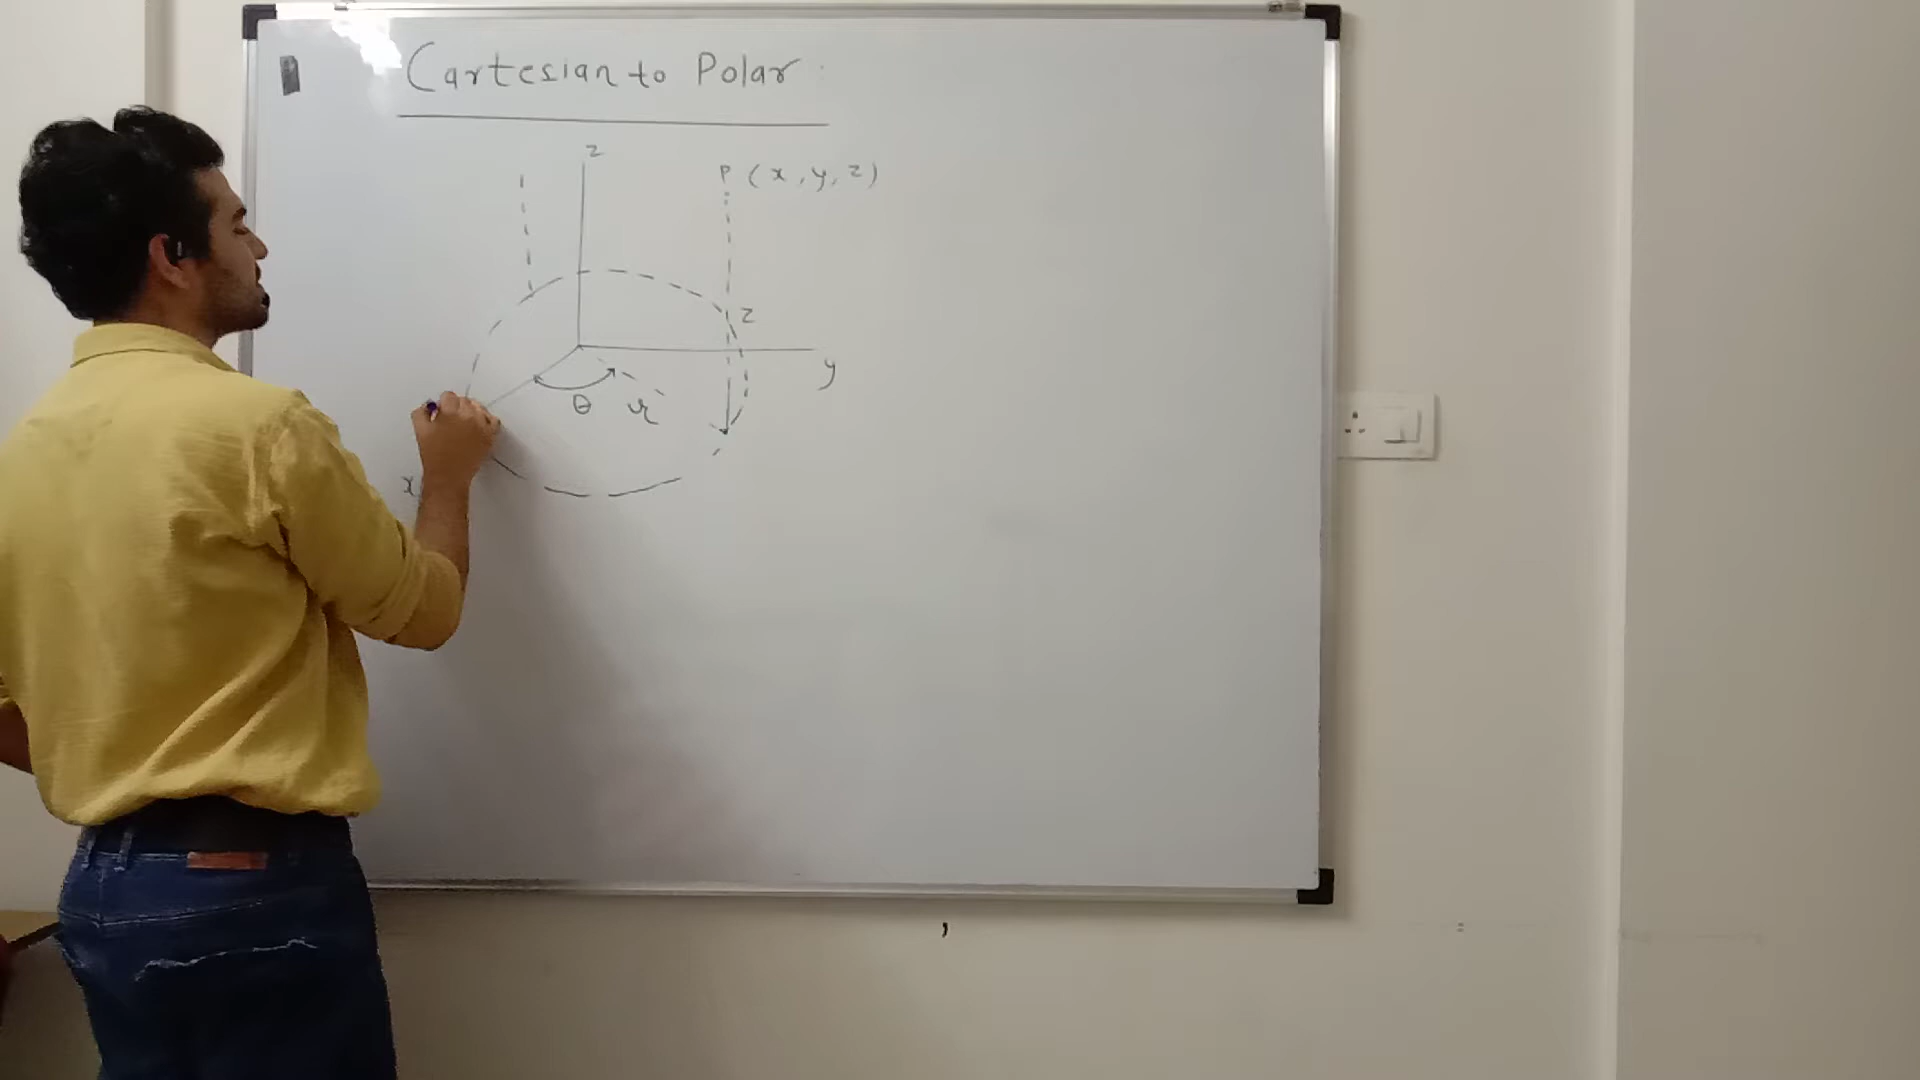 Cartesian to Polar :
z
P (x, y, z)
z
y
θ r
x